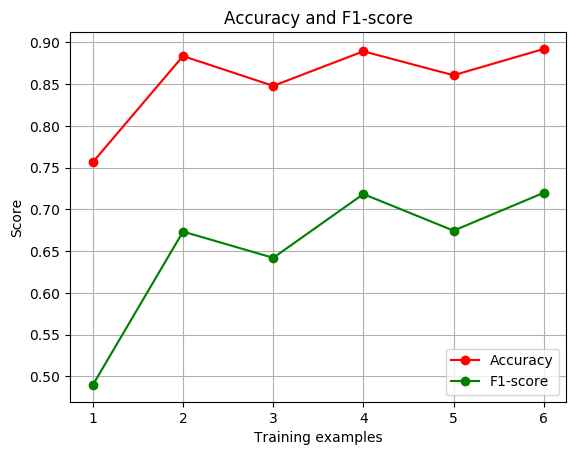 Accuracy and F1-score
0.90
0.85
0.80
0.75
0.70
0.65
0.60
0.55
0.50
Score
1 2 3 4 5 6
Training examples
Accuracy
F1-score